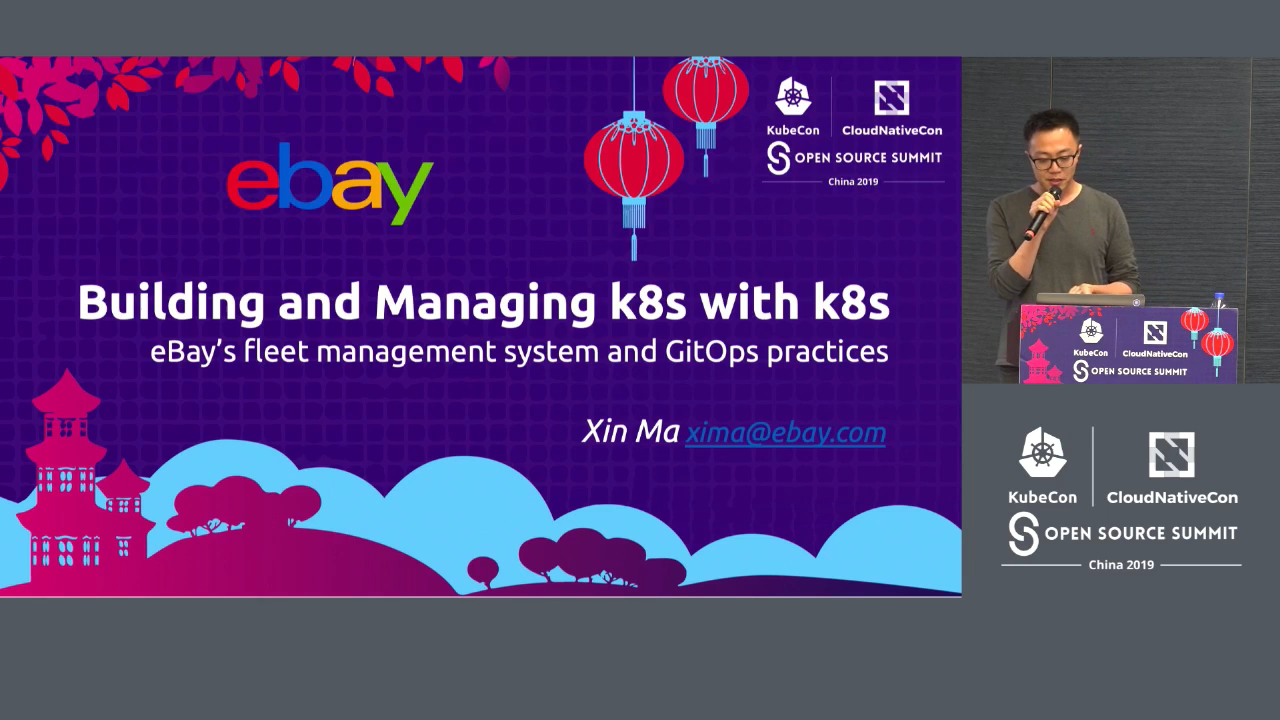 ebay
KubeCon
CloudNativeCon
OPEN SOURCE SUMMIT
China 2019
Building and Managing k8s with k8s
eBay’s fleet management system and GitOps practices
Xin Ma xima@ebay.com
KubeCon
CloudNativeCon
OPEN SOURCE SUMMIT
KubeCon
CloudNativeCon
OPEN SOURCE SUMMIT
China 2019